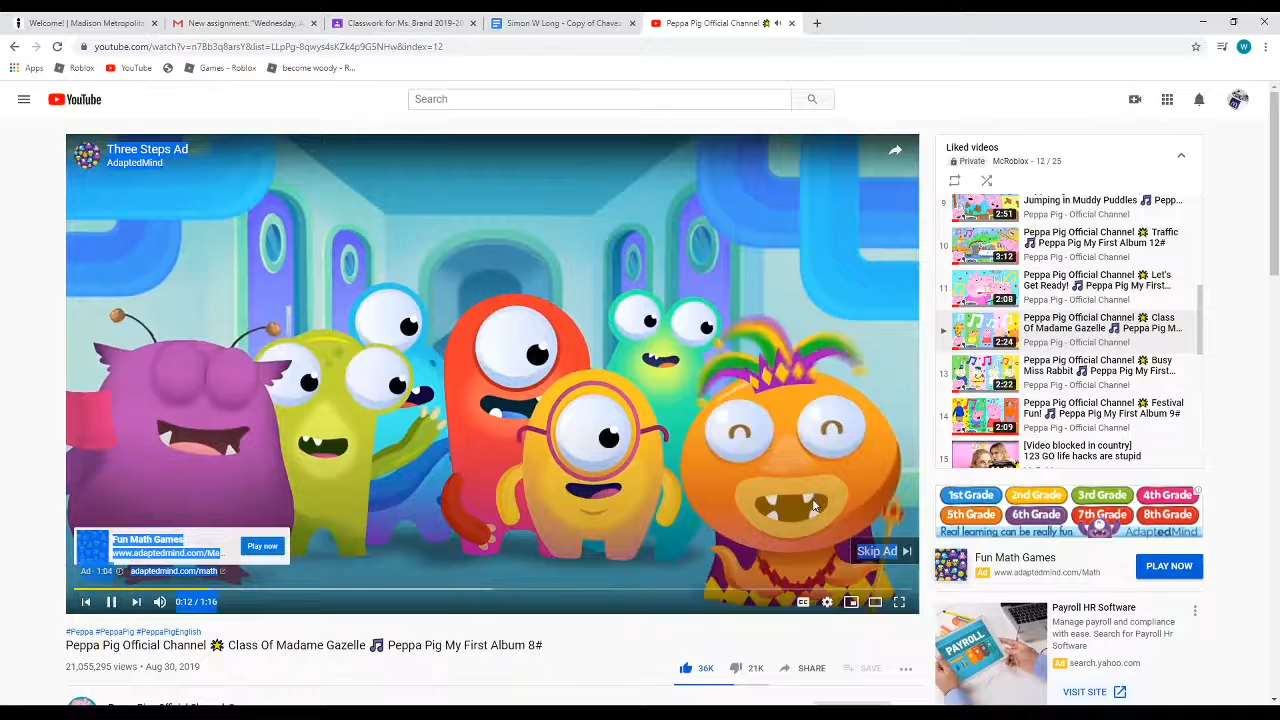 Welcome! | Madison Metropolit
New assignment: "Wednesday, A
Classwork for Ms. Brand 2019-20
Simon W Long - Copy of Chavez
Peppa Pig Official Channel
youtube.com/watch?v=n7Bb3q8arsY&list=LLpPg-8qwys4sKZk4p9G5NHw&index=12
W
Apps
Roblox
YouTube
Games - Roblox
become woody - R...
YouTube
Search
Three Steps Ad
AdaptedMind
Fun Math Games
www.adaptedmind.com/Ma...
Play now
Ad · 1:04
adaptedmind.com/math
Skip Ad
0:12 / 1:16
CC
#Peppa #PeppaPig #PeppaPigEnglish
Peppa Pig Official Channel 🌟 Class Of Madame Gazelle 🎵 Peppa Pig My First Album 8#
21,055,295 views • Aug 30, 2019
36K
21K
SHARE
SAVE
Liked videos
Private McRoblox - 12 / 25
9
Jumping in Muddy Puddles 🎵 Pepp...
Peppa Pig - Official Channel
2:51
10
Peppa Pig Official Channel 🌟 Traffic
🎵 Peppa Pig My First Album 12#
Peppa Pig - Official Channel
3:12
11
Peppa Pig Official Channel 🌟 Let's
Get Ready! 🎵 Peppa Pig My First...
Peppa Pig - Official Channel
2:08
Peppa Pig Official Channel 🌟 Class
Of Madame Gazelle 🎵 Peppa Pig M...
Peppa Pig - Official Channel
2:24
13
Peppa Pig Official Channel 🌟 Busy
Miss Rabbit 🎵 Peppa Pig My First...
Peppa Pig - Official Channel
2:22
14
Peppa Pig Official Channel 🌟 Festival
Fun! 🎵 Peppa Pig My First Album 9#
Peppa Pig - Official Channel
2:09
15
[Video blocked in country]
123 GO life hacks are stupid
1st Grade 2nd Grade 3rd Grade 4th Grade
5th Grade 6th Grade 7th Grade 8th Grade
Real learning can be really fun AdaptedMind
Fun Math Games
Ad www.adaptedmind.com/Math
PLAY NOW
PAYROLL
Payroll HR Software
Manage payroll and compliance
with ease. Search for Payroll Hr
Software
Ad search.yahoo.com
VISIT SITE